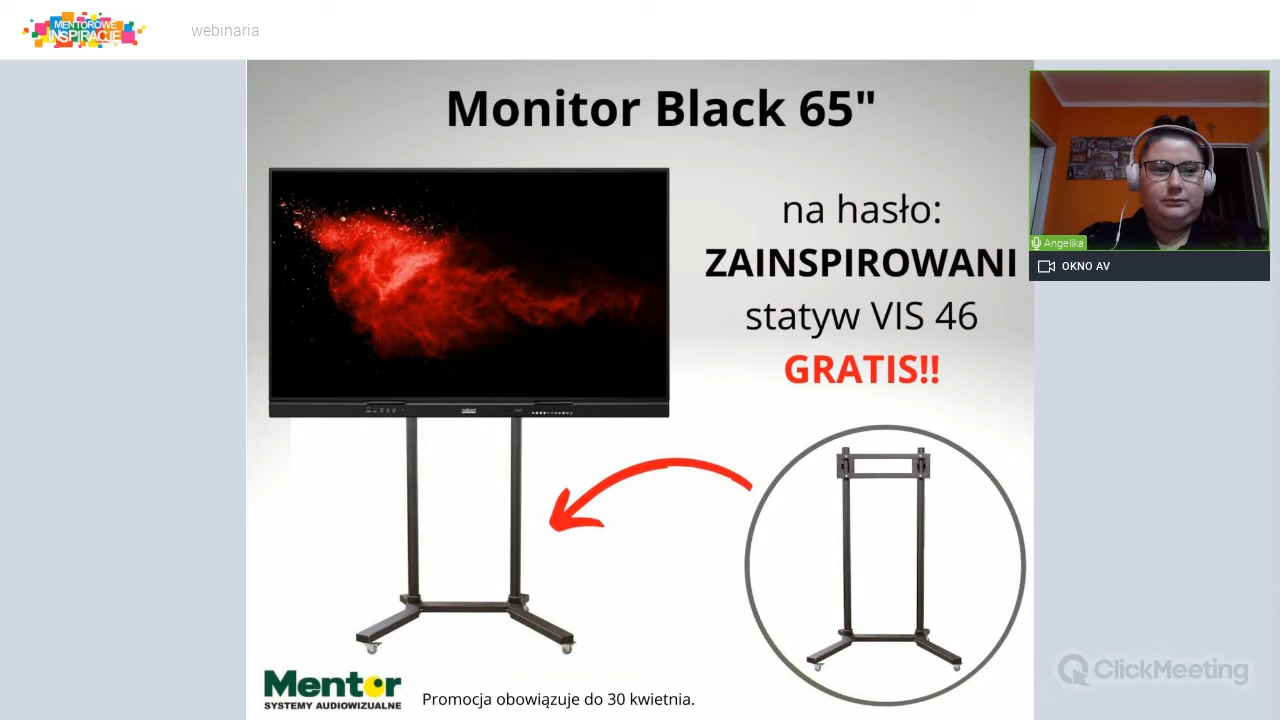 MENTOROWE
INSPIRACJE
webinaria
Monitor Black 65"
na hasło:
ZAINSPIROWANI
statyw VIS 46
GRATIS!!
Angelika
OKNO AV
Mentor
SYSTEMY AUDIOWIZUALNE
Promocja obowiązuje do 30 kwietnia.
ClickMeeting